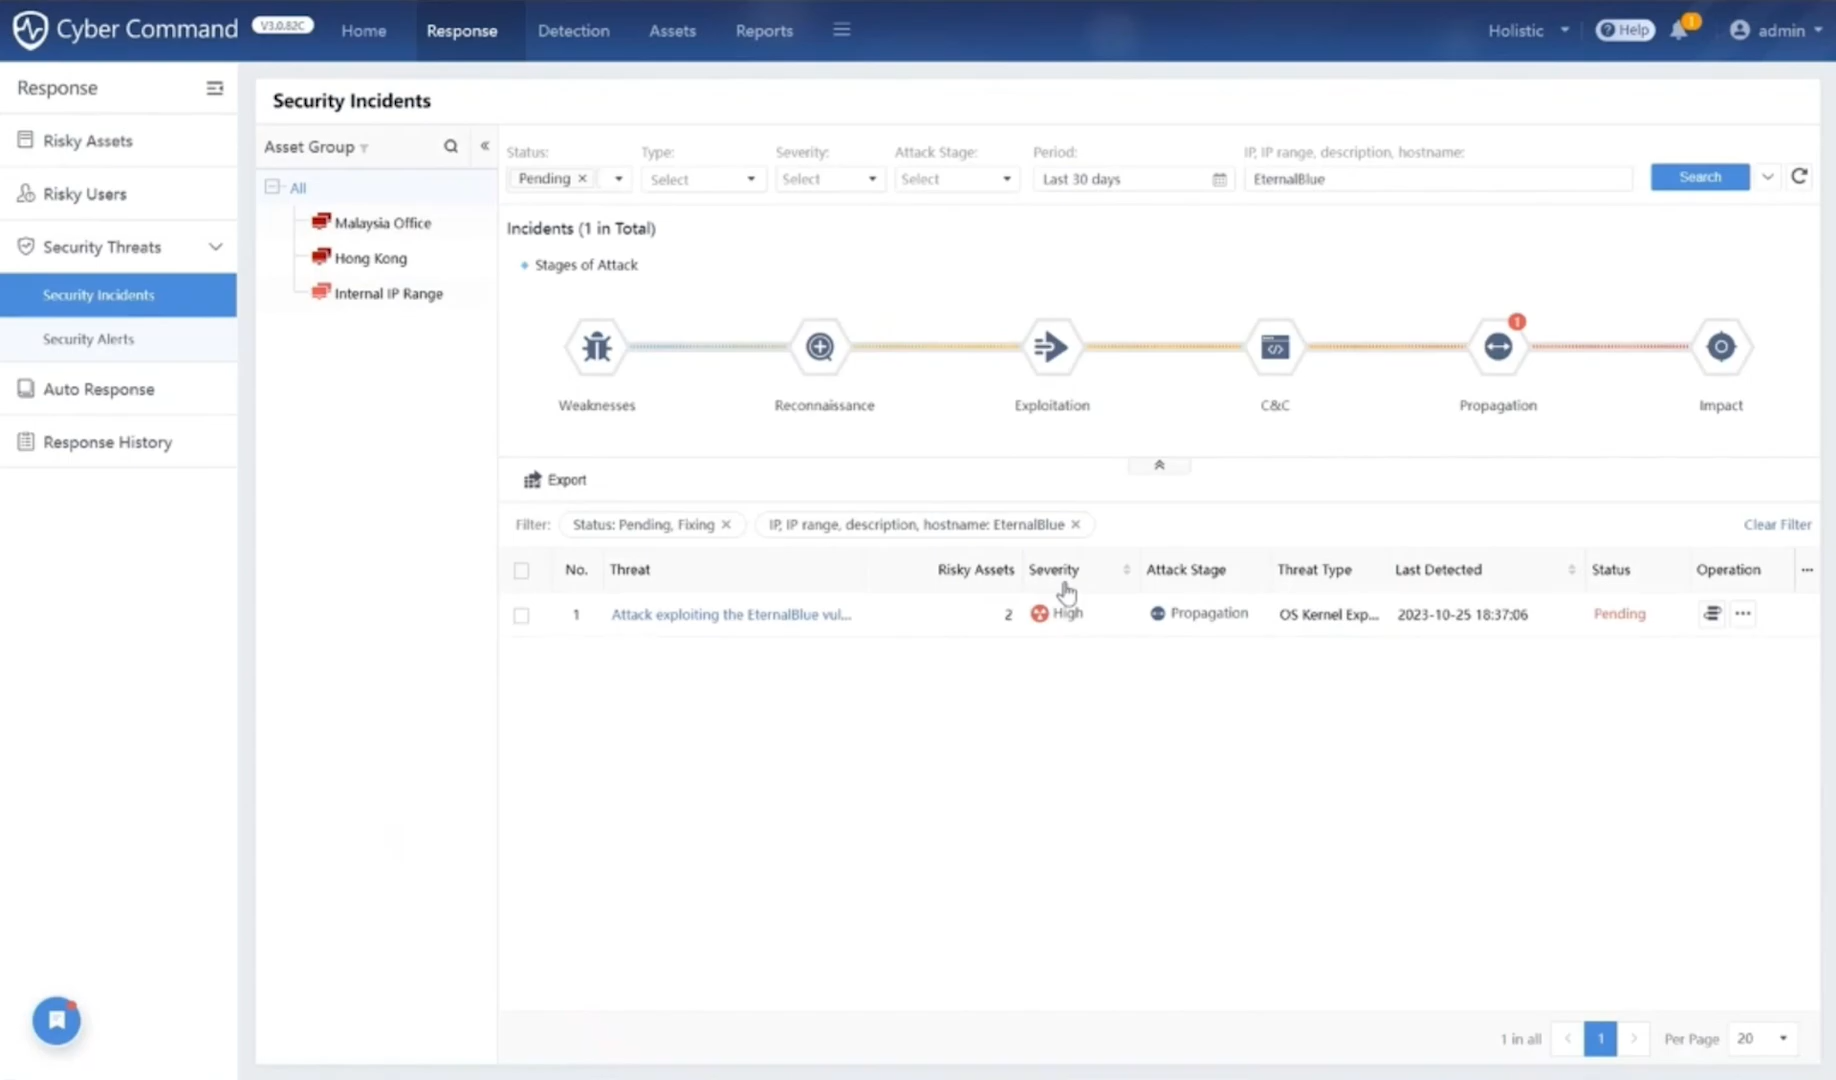 Cyber Command V3.0.82C Home Response Detection Assets Reports Holistic Help 1 admin
Response
Risky Assets
Risky Users
Security Threats
Security Incidents
Security Alerts
Auto Response
Response History
Security Incidents
Asset Group
All
Malaysia Office
Hong Kong
Internal IP Range
Status: Type: Severity: Attack Stage: Period: IP, IP range, description, hostname:
Pending Select Select Select Last 30 days EternalBlue Search
Incidents (1 in Total)
Stages of Attack
1
Weaknesses Reconnaissance Exploitation C&C Propagation Impact
Export
Filter: Status: Pending, Fixing IP, IP range, description, hostname: EternalBlue Clear Filter
No. Threat Risky Assets Severity Attack Stage Threat Type Last Detected Status Operation
1 Attack exploiting the EternalBlue vul... 2 High Propagation OS Kernel Exp... 2023-10-25 18:37:06 Pending
1 in all 1 Per Page 20